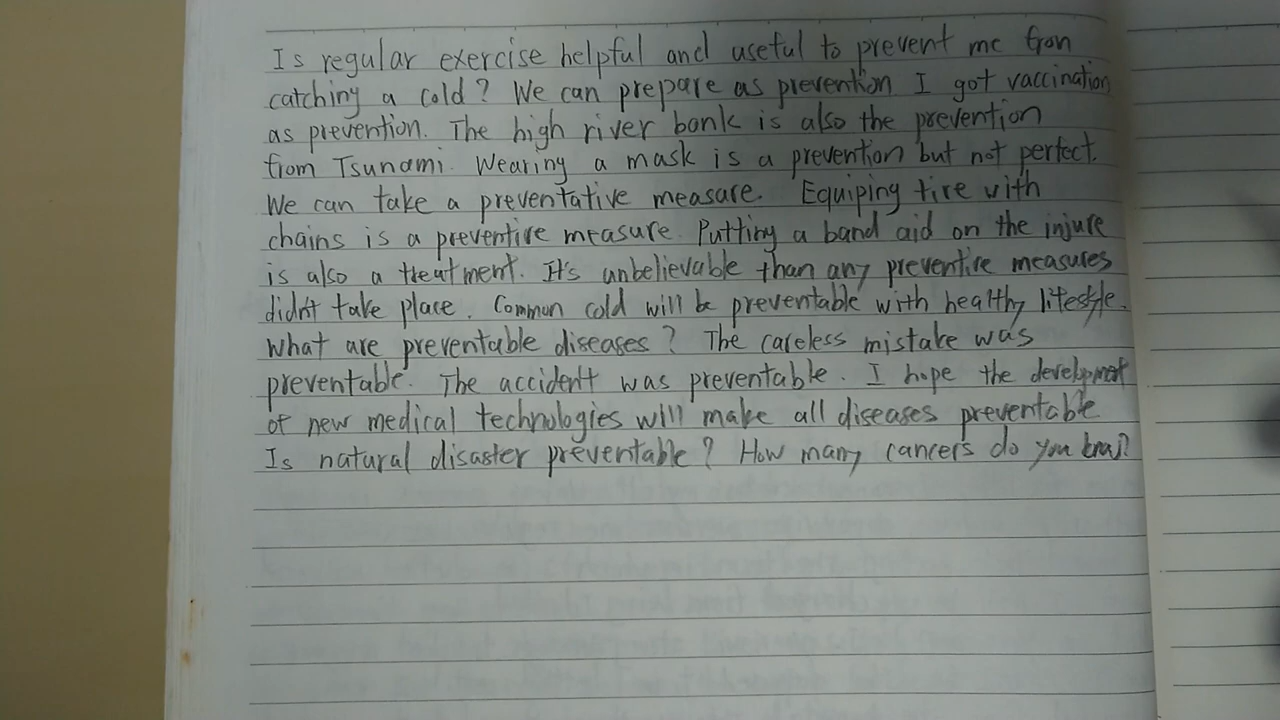 Is regular exercise helpful and useful to prevent me fron
catching a cold? We can prepare as prevention I got vaccination
as prevention. The high river bank is also the prevention
from Tsunami. Wearing a mask is a prevention but not perfect.
We can take a preventative measure. Equiping tire with
chains is a preventive measure. Putting a band aid on the injure
is also a treatment. It's unbelievable than any preventive measures
didn't take place. Common cold will be preventable with healthy lifestyle.
What are preventable diseases? The careless mistake was
preventable. The accident was preventable. I hope the development
of new medical technologies will make all diseases preventable
Is natural disaster preventable? How many cancers do you know?